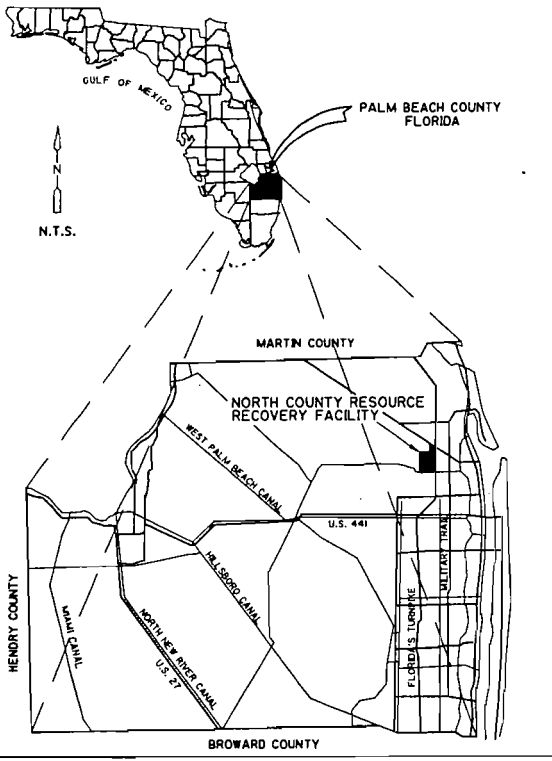 GULF OF MEXICO
PALM BEACH COUNTY
FLORIDA
N
N.T.S.
MARTIN COUNTY
NORTH COUNTY RESOURCE
RECOVERY FACILITY
WEST PALM BEACH CANAL
U.S. 441
MILITARY TRAIL
HILLSBORO CANAL
FLORIDA'S TURNPIKE
HENDRY COUNTY
MIAMI CANAL
NORTH NEW RIVER CANAL
U.S. 27
BROWARD COUNTY